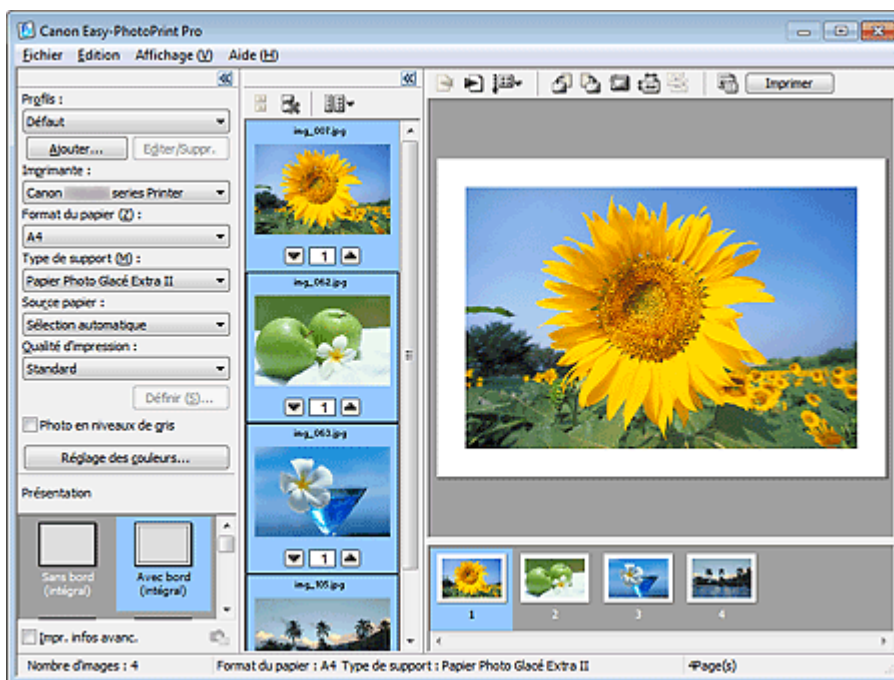 Canon Easy-PhotoPrint Pro
Fichier Édition Affichage (V) Aide (H)
Profils :
Défaut
Ajouter... Editer/Suppr.
Imprimante :
Canon series Printer
Format du papier (Z) :
A4
Type de support (M) :
Papier Photo Glacé Extra II
Source papier :
Sélection automatique
Qualité d'impression :
Standard
Définir (S)...
Photo en niveaux de gris
Réglage des couleurs...
Présentation
Sans bord
(intégral)
Avec bord
(intégral)
Impr. infos avanc.
img_007.jpg
1
img_062.jpg
1
img_063.jpg
1
img_105.jpg
Imprimer
1 2 3 4
Nombre d'images : 4 Format du papier : A4 Type de support : Papier Photo Glacé Extra II 4Page(s)